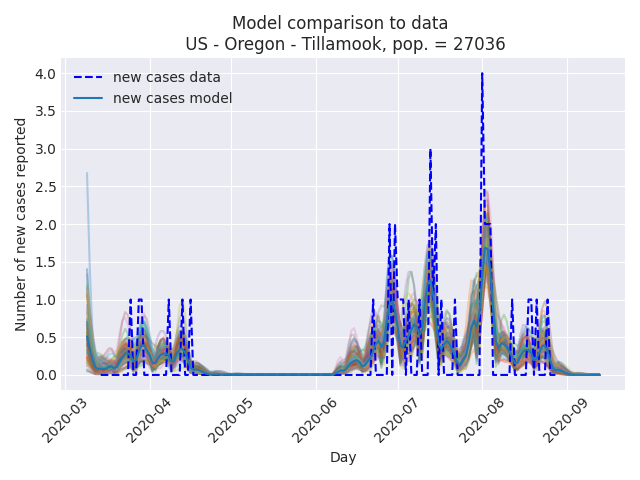 Model comparison to data
US - Oregon - Tillamook, pop. = 27036
new cases data
new cases model
Number of new cases reported
4.0
3.5
3.0
2.5
2.0
1.5
1.0
0.5
0.0
2020-03
2020-04
2020-05
2020-06
2020-07
2020-08
2020-09
Day